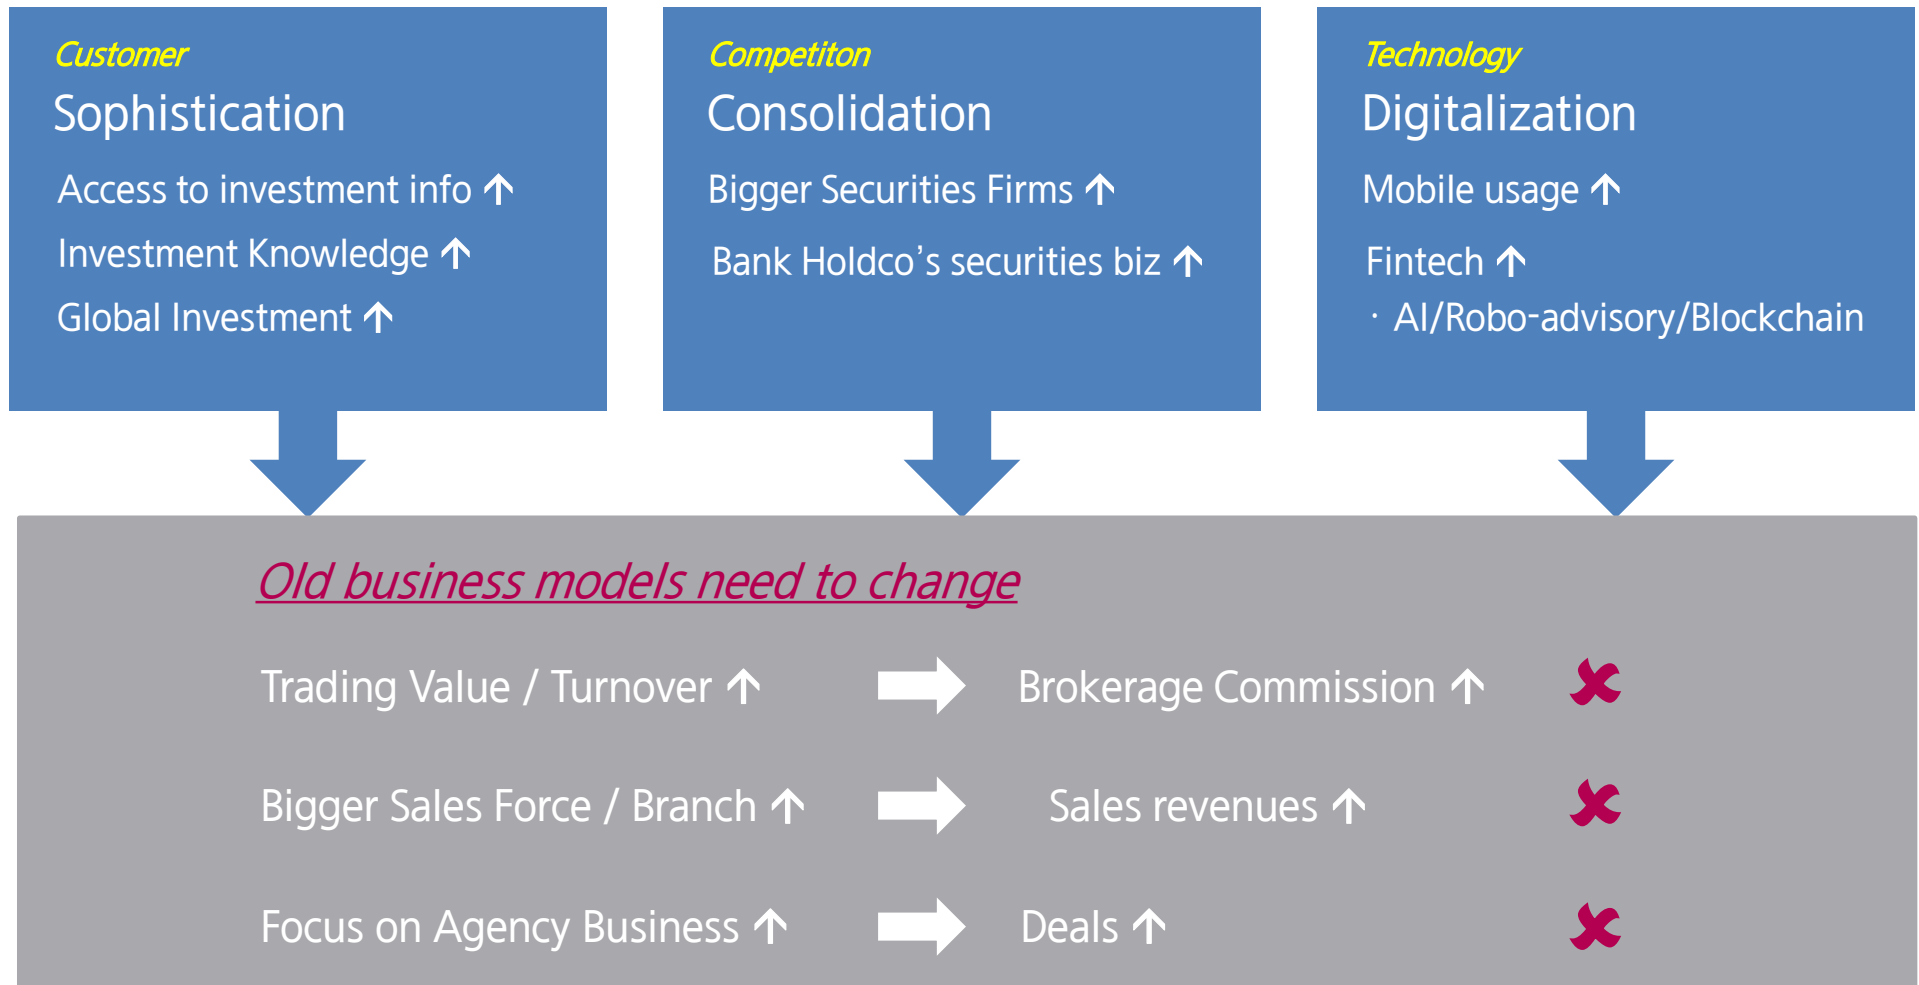 Customer
Sophistication
Access to investment info ↑
Investment Knowledge ↑
Global Investment ↑
Competiton
Consolidation
Bigger Securities Firms ↑
Bank Holdco’s securities biz ↑
Technology
Digitalization
Mobile usage ↑
Fintech ↑
· AI/Robo-advisory/Blockchain
Old business models need to change
Trading Value / Turnover ↑ Brokerage Commission ↑
Bigger Sales Force / Branch ↑ Sales revenues ↑
Focus on Agency Business ↑ Deals ↑